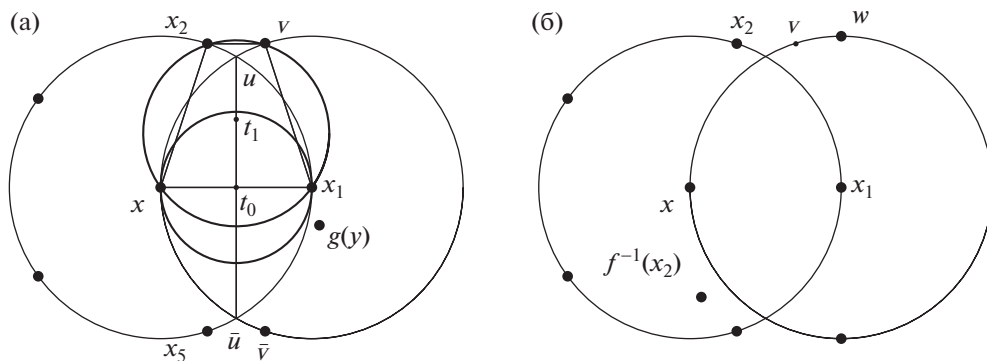 (а)
x₂ v
u
t₁
x t₀ x₁
g(y)
x₅ ū v̄
(б)
x₂ v w
x x₁
f⁻¹(x₂)